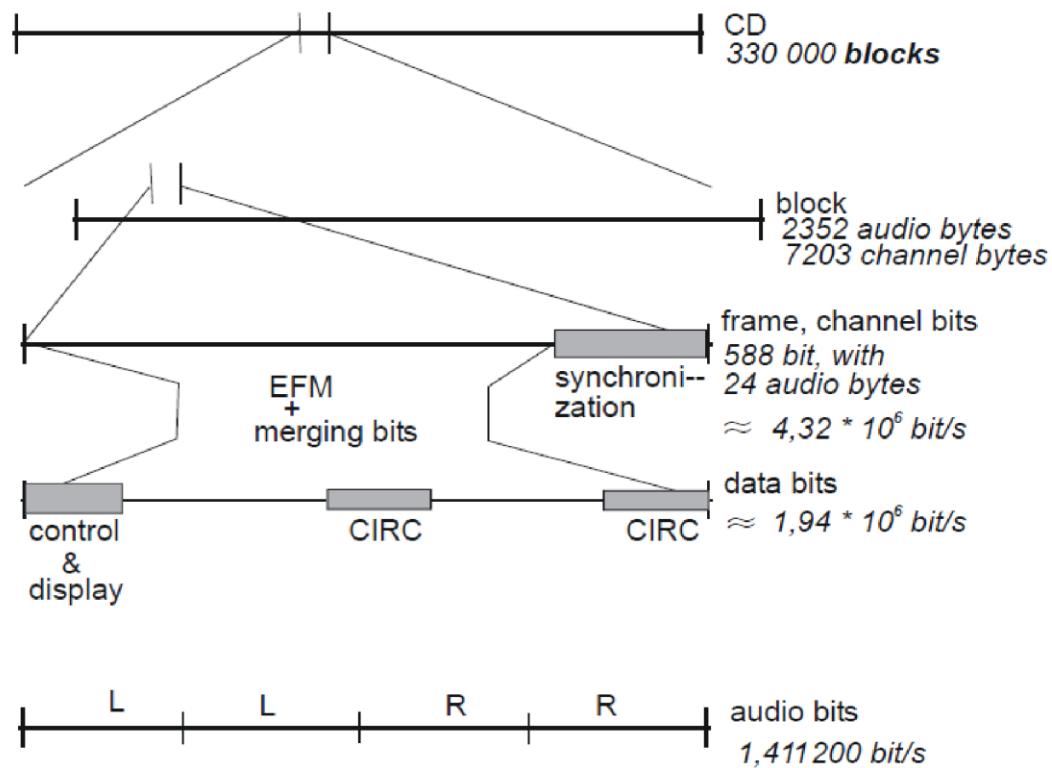 CD
330 000 blocks
block
2352 audio bytes
7203 channel bytes
frame, channel bits
588 bit, with
24 audio bytes
≈ 4,32 * 10⁶ bit/s
synchroni--
zation
EFM
+
merging bits
data bits
≈ 1,94 * 10⁶ bit/s
control
&
display
CIRC
CIRC
L L R R
audio bits
1,411200 bit/s